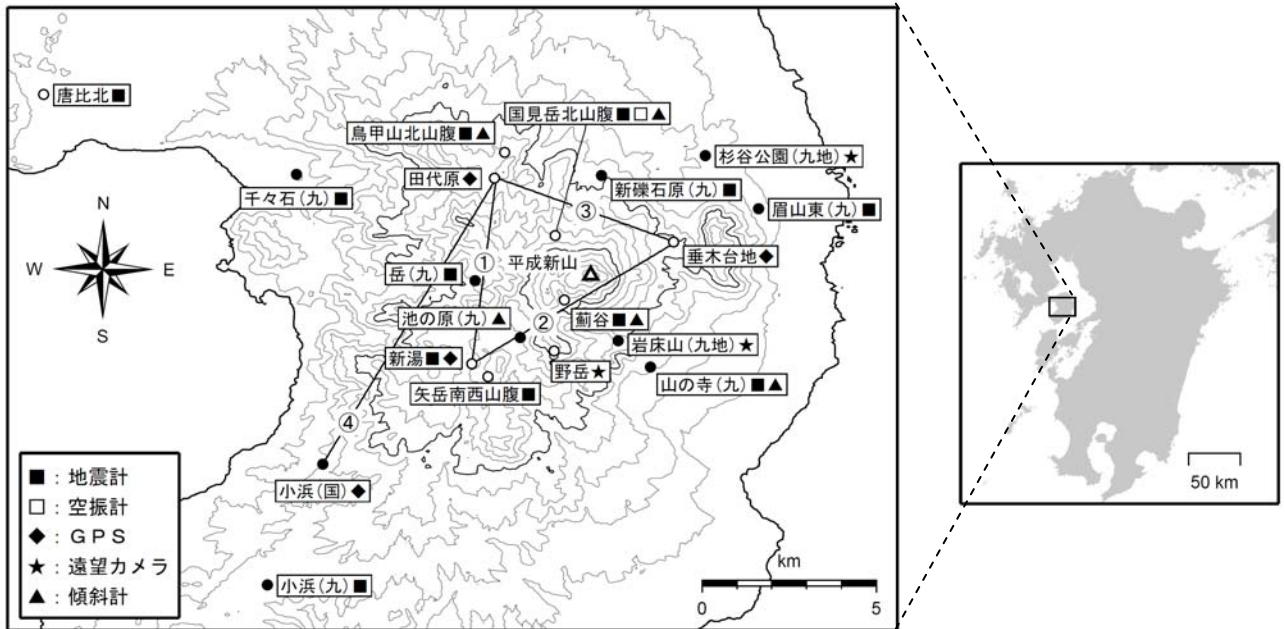 唐比北■
国見岳北山腹■□▲
鳥甲山北山腹■▲
杉谷公園(九地)★
田代原◆
千々石(九)■
新礫石原(九)■
眉山東(九)■
③
N
W
E
S
垂木台地◆
①
平成新山
岳(九)■
池の原(九)▲
②
薊谷■▲
岩床山(九地)★
新湯■◆
野岳★
山の寺(九)■▲
矢岳南西山腹■
④
小浜(国)◆
小浜(九)■
■:地震計
□:空振計
◆:GPS
★:遠望カメラ
▲:傾斜計
km
0 5
50 km